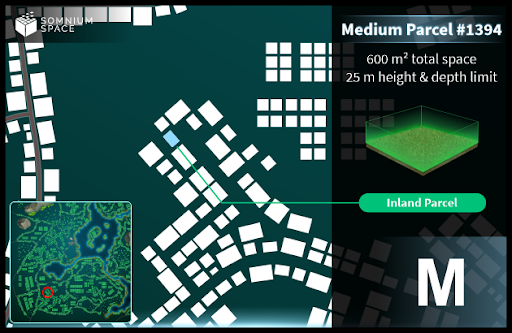 SOMNIUM
SPACE
Medium Parcel #1394
600 m² total space
25 m height & depth limit
Inland Parcel
M